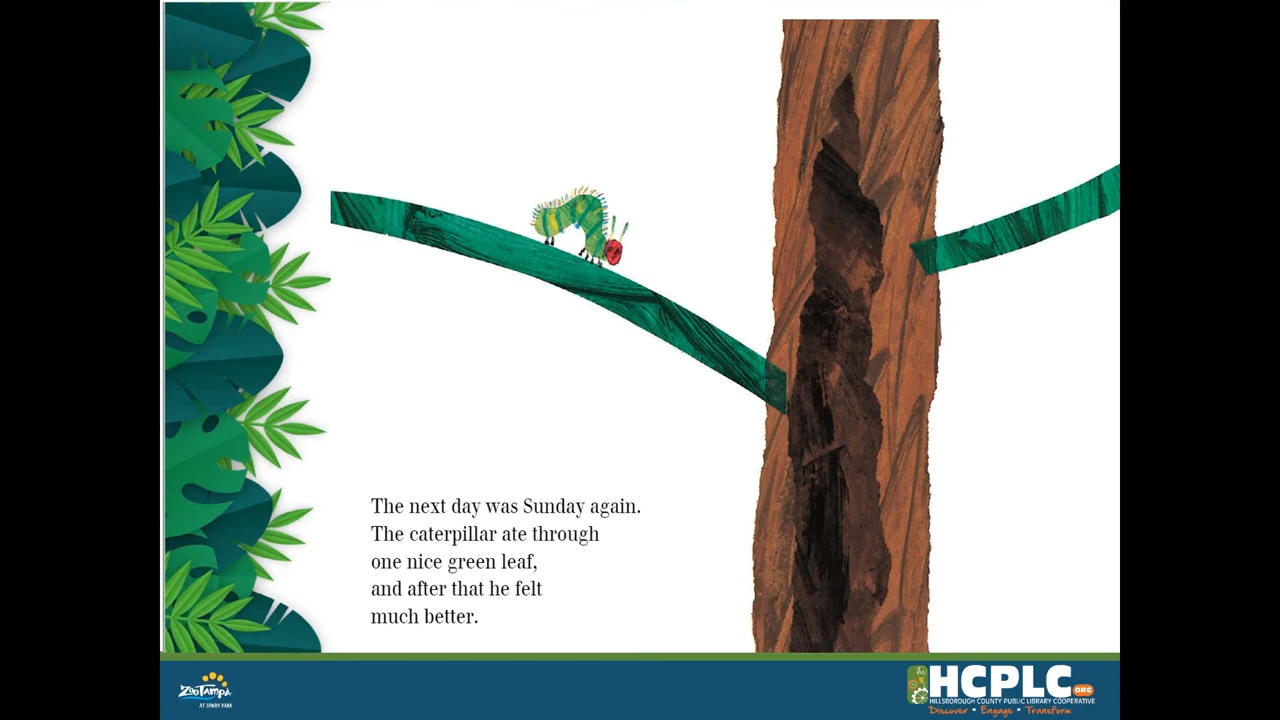 The next day was Sunday again.
The caterpillar ate through
one nice green leaf,
and after that he felt
much better.
ZooTampa
AT LOWRY PARK
HCPLC
.ORG
HILLSBOROUGH COUNTY PUBLIC LIBRARY COOPERATIVE
Discover • Engage • Transform